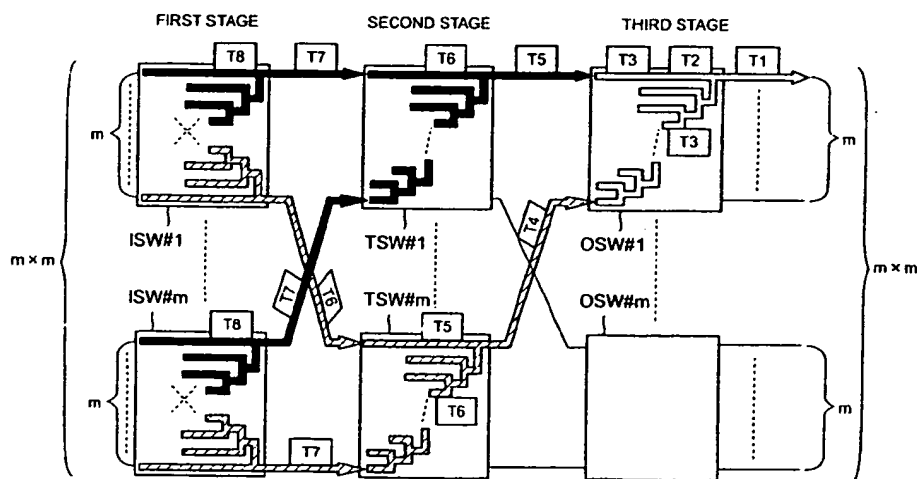 FIRST STAGE SECOND STAGE THIRD STAGE
T8 T7 T6 T5 T3 T2 T1
m T3 m
ISW#1 TSW#1 T4 OSW#1
m × m m × m
ISW#m T7 T6 TSW#m OSW#m
T8 T5
m T6 m
T7